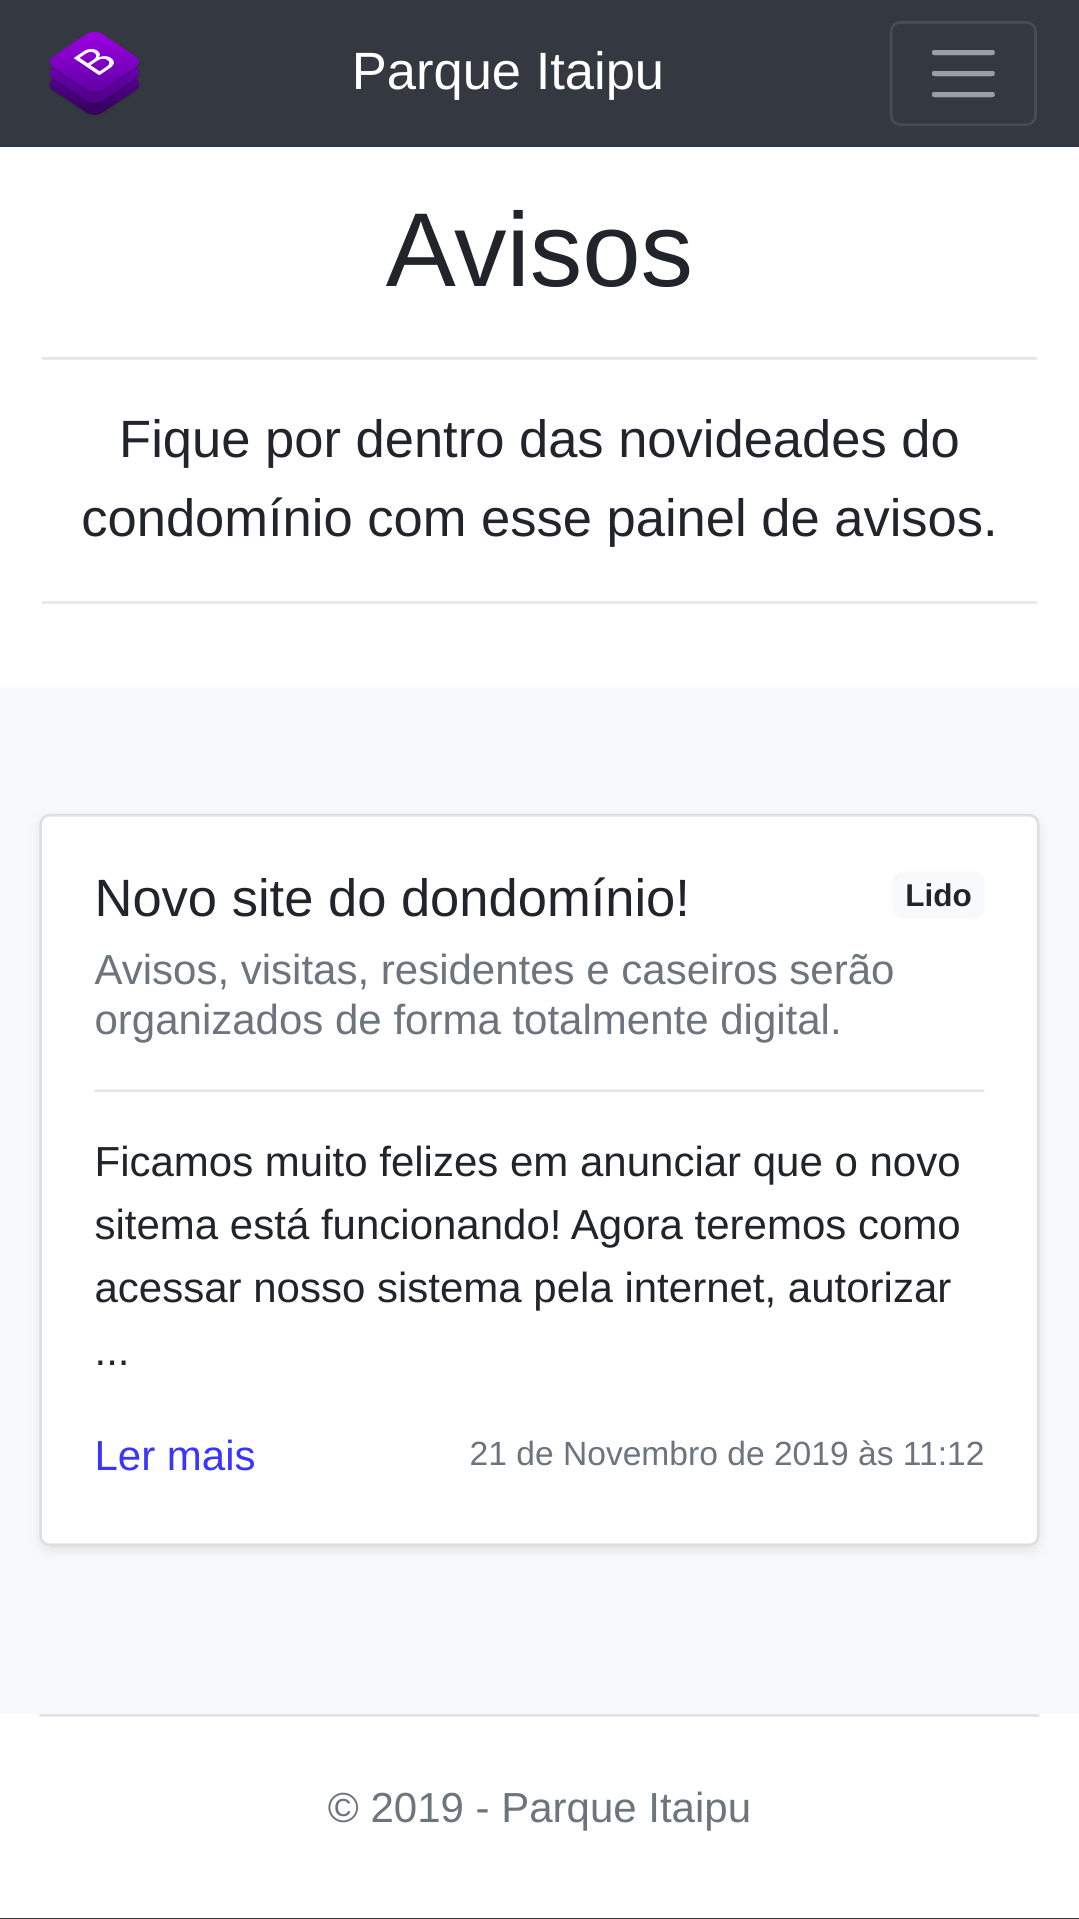 B
Parque Itaipu
Avisos
Fique por dentro das novideades do
condomínio com esse painel de avisos.
Novo site do dondomínio!
Lido
Avisos, visitas, residentes e caseiros serão
organizados de forma totalmente digital.
Ficamos muito felizes em anunciar que o novo
sitema está funcionando! Agora teremos como
acessar nosso sistema pela internet, autorizar
...
Ler mais
21 de Novembro de 2019 às 11:12
© 2019 - Parque Itaipu